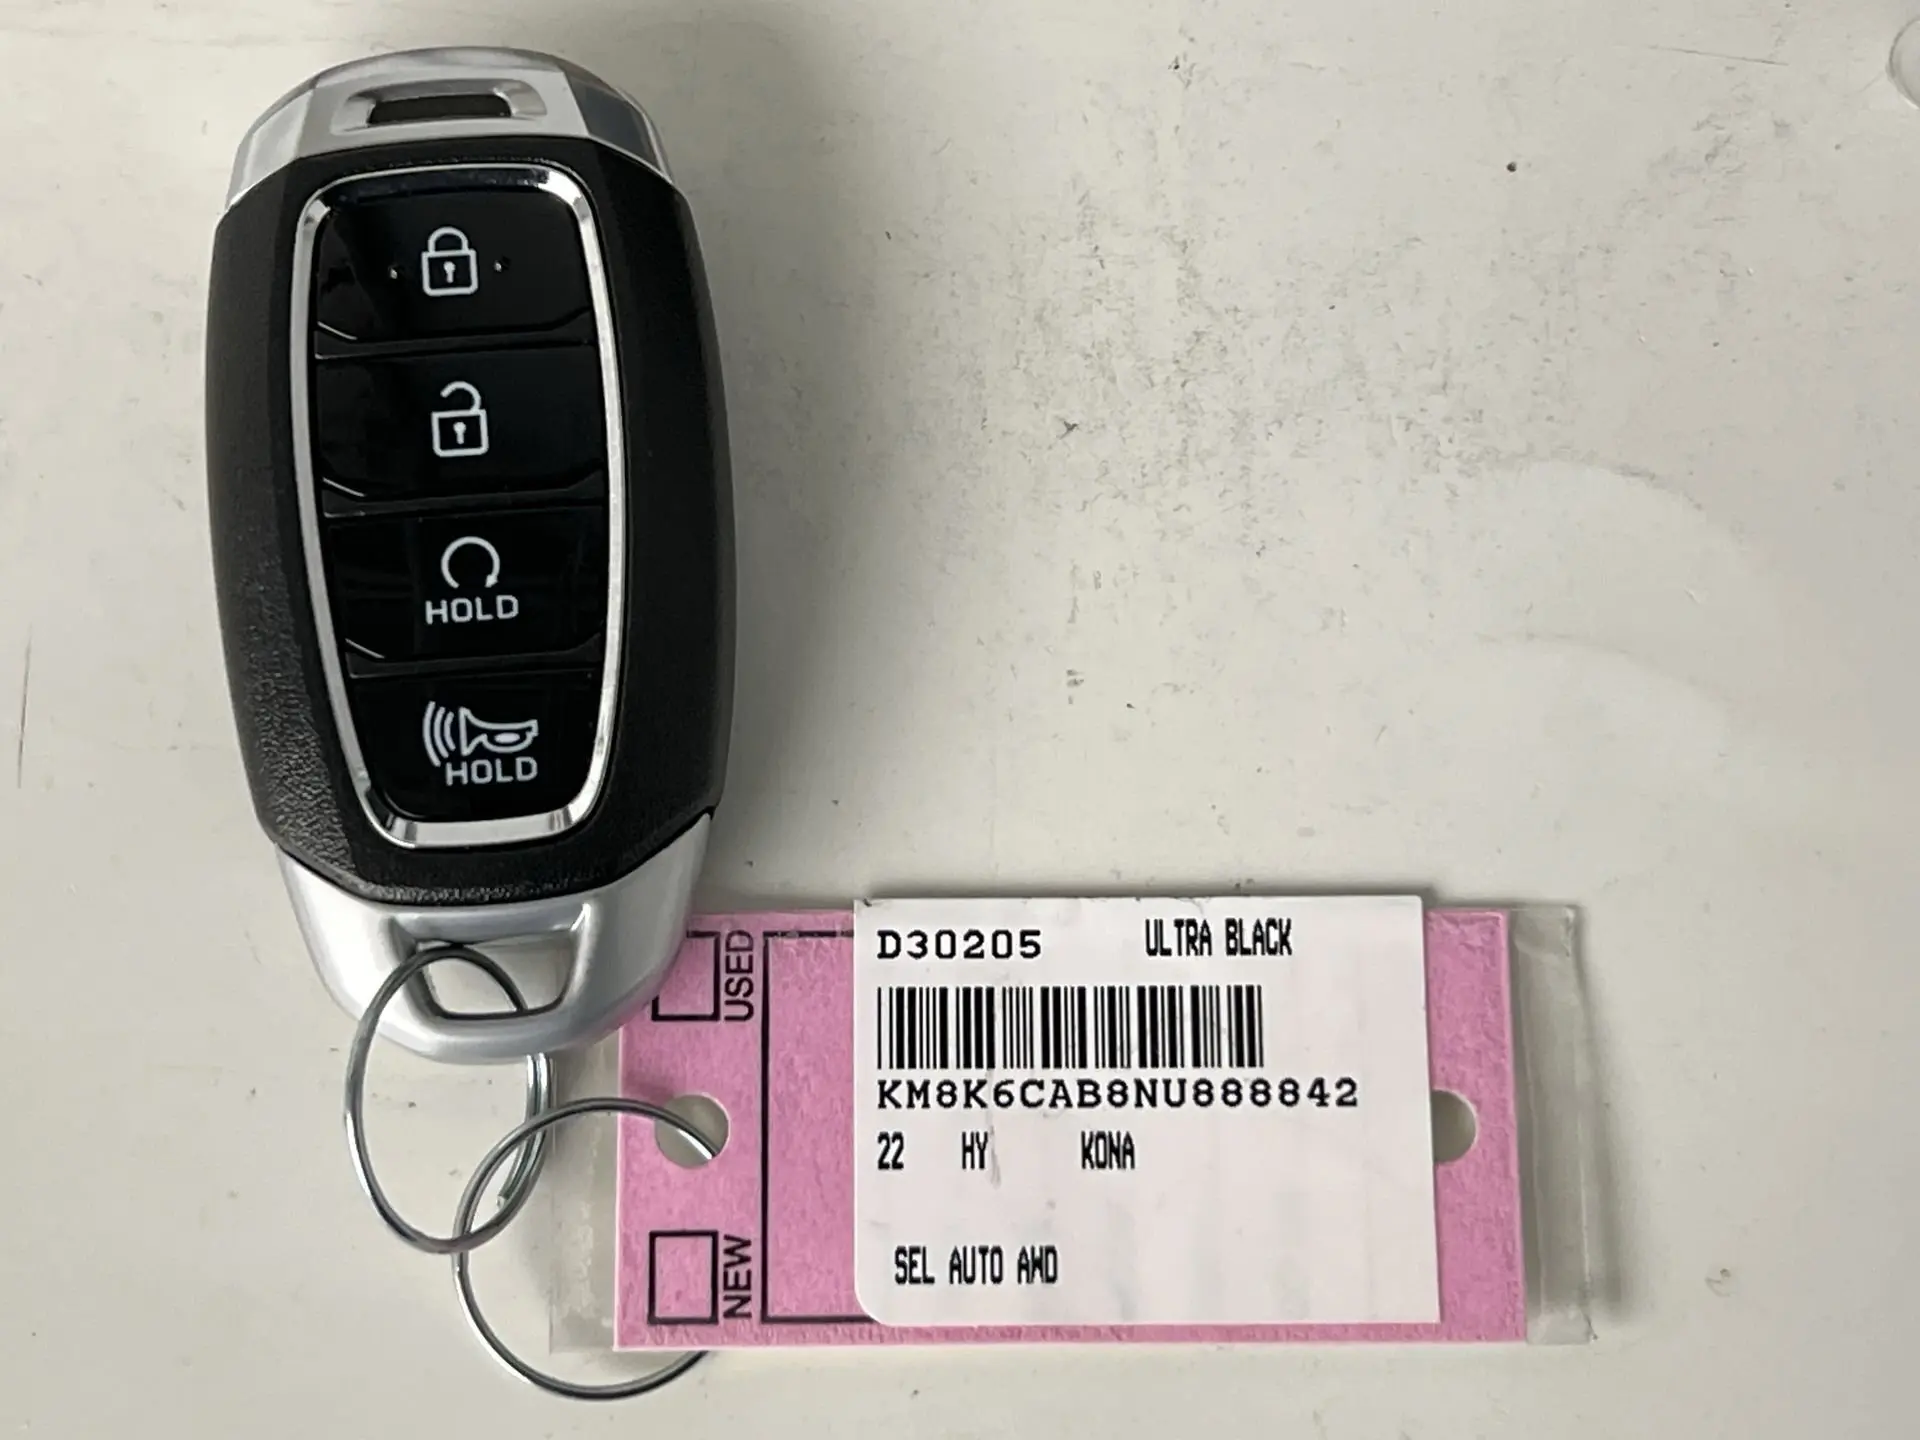 HOLD
HOLD
USED
NEW
D30205 ULTRA BLACK
KM8K6CAB8NU888842
22 HY KONA
SEL AUTO AWD